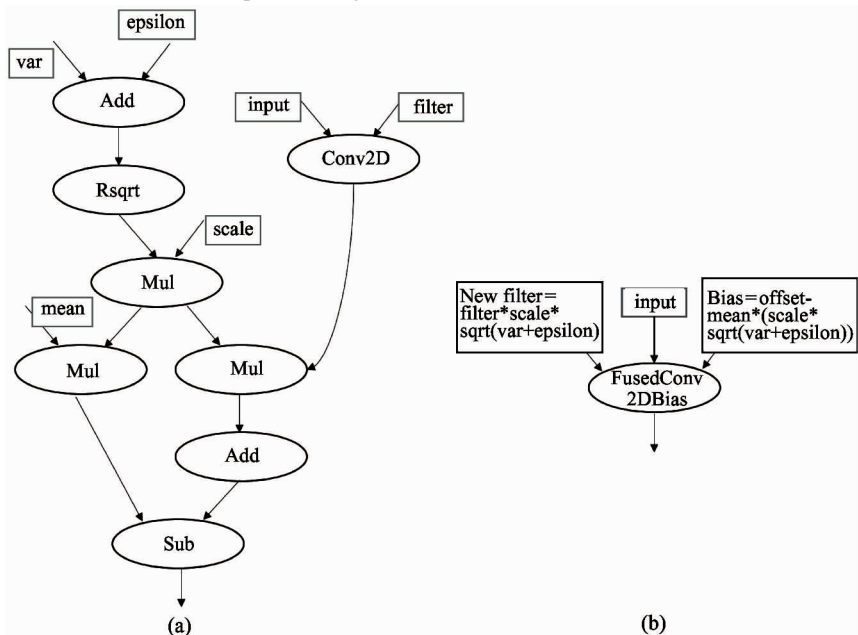 epsilon
var
Add
input
filter
Conv2D
Rsqrt
scale
Mul
mean
Mul
Mul
Add
Sub
(a)
New filter=
filter*scale*
sqrt(var+epsilon)
input
Bias=offset-
mean*(scale*
sqrt(var+epsilon))
FusedConv
2DBias
(b)